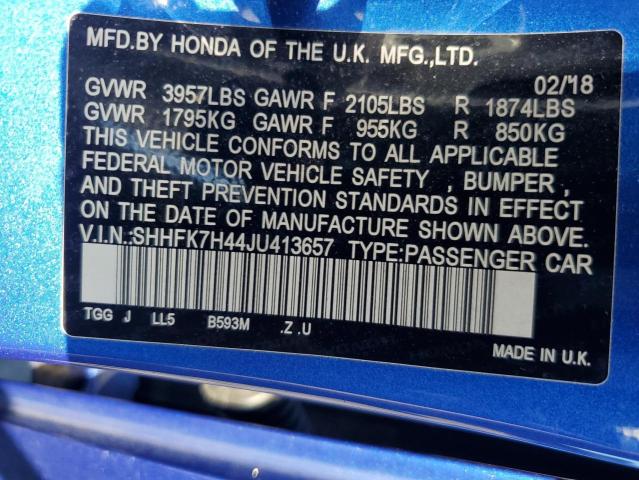 MFD.BY HONDA OF THE U.K. MFG.,LTD.
02/'18
GVWR 3957LBS GAWR F 2105LBS R 1874LBS
GVWR 1795KG GAWR F 955KG R 850KG
THIS VEHICLE CONFORMS TO ALL APPLICABLE
FEDERAL MOTOR VEHICLE SAFETY , BUMPER ,
AND THEFT PREVENTION STANDARDS IN EFFECT
ON THE DATE OF MANUFACTURE SHOWN ABOVE.
V.I.N.:SHHFK7H44JU413657 TYPE:PASSENGER CAR
TGG J LL5 B593M .Z .U
MADE IN U.K.